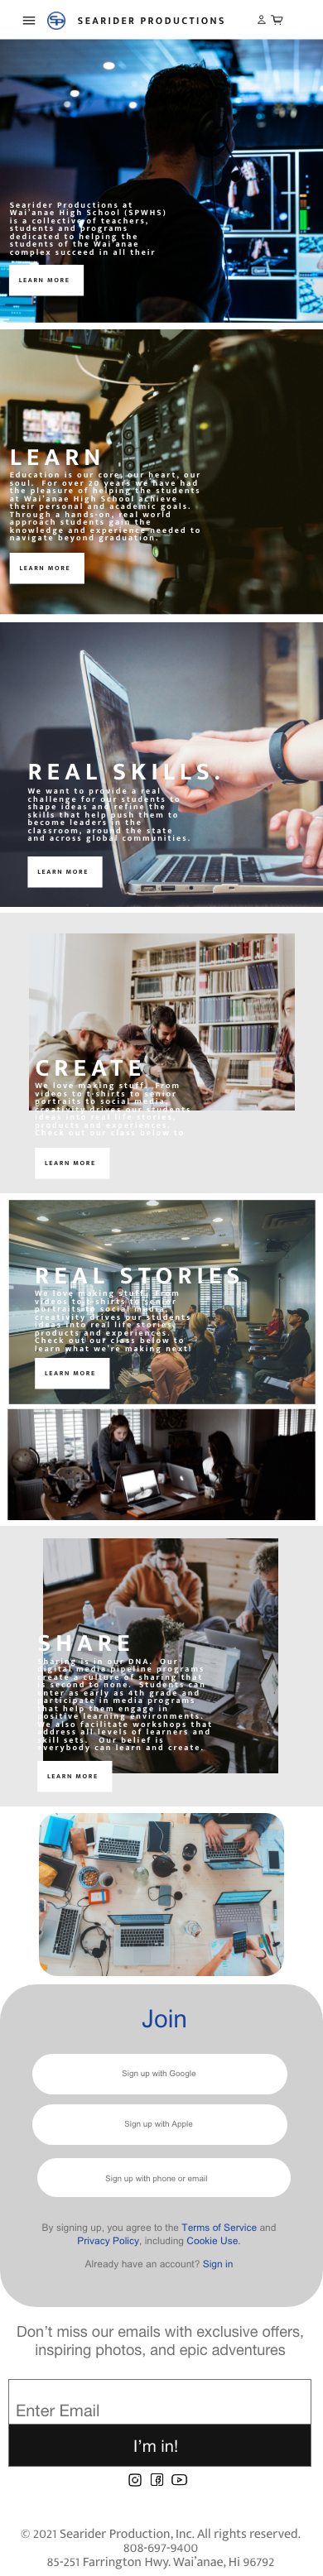 SEARIDER PRODUCTIONS
Searider Productions at
Wai'anae High School (SPWHS)
is a collective of teachers,
students and programs
dedicated to helping the
students of the Wai'anae
complex succeed in all their
LEARN MORE
LEARN
Education is our core, our heart, our
soul. For over 20 years we have had
the pleasure of helping the students
at Wai'anae High School achieve
their personal and academic goals.
Through a hands-on, real world
approach students gain the
knowledge and experience needed to
navigate beyond graduation.
LEARN MORE
REAL SKILLS.
We want to provide a real
challenge for our students to
shape ideas and refine the
skills that help push them to
become leaders in the
classroom, around the state
and across global communities.
LEARN MORE
CREATE
We love making stuff. From
videos to t-shirts to senior
portraits to social media,
creativity drives our students
ideas into real life stories,
products and experiences.
Check out our class below to
LEARN MORE
REAL STORIES
We love making stuff. From
videos to t-shirts to senior
portraits to social media,
creativity drives our students
ideas into real life stories,
products and experiences.
Check out our class below to
learn what we're making next!
LEARN MORE
SHARE
Sharing is in our DNA. Our
digital media pipeline programs
create a culture of sharing that
is second to none. Students can
enter as early as 4th grade and
participate in media programs
that help them engage in
positive learning environments.
We also facilitate workshops that
address all levels of learners and
skill sets. Our belief is
everybody can learn and create.
LEARN MORE
Join
Sign up with Google
Sign up with Apple
Sign up with phone or email
By signing up, you agree to the Terms of Service and
Privacy Policy, including Cookie Use.
Already have an account? Sign in
Don't miss our emails with exclusive offers,
inspiring photos, and epic adventures
Enter Email
I'm in!
© 2021 Searider Production, Inc. All rights reserved.
808-697-9400
85-251 Farrington Hwy. Wai'anae, Hi 96792